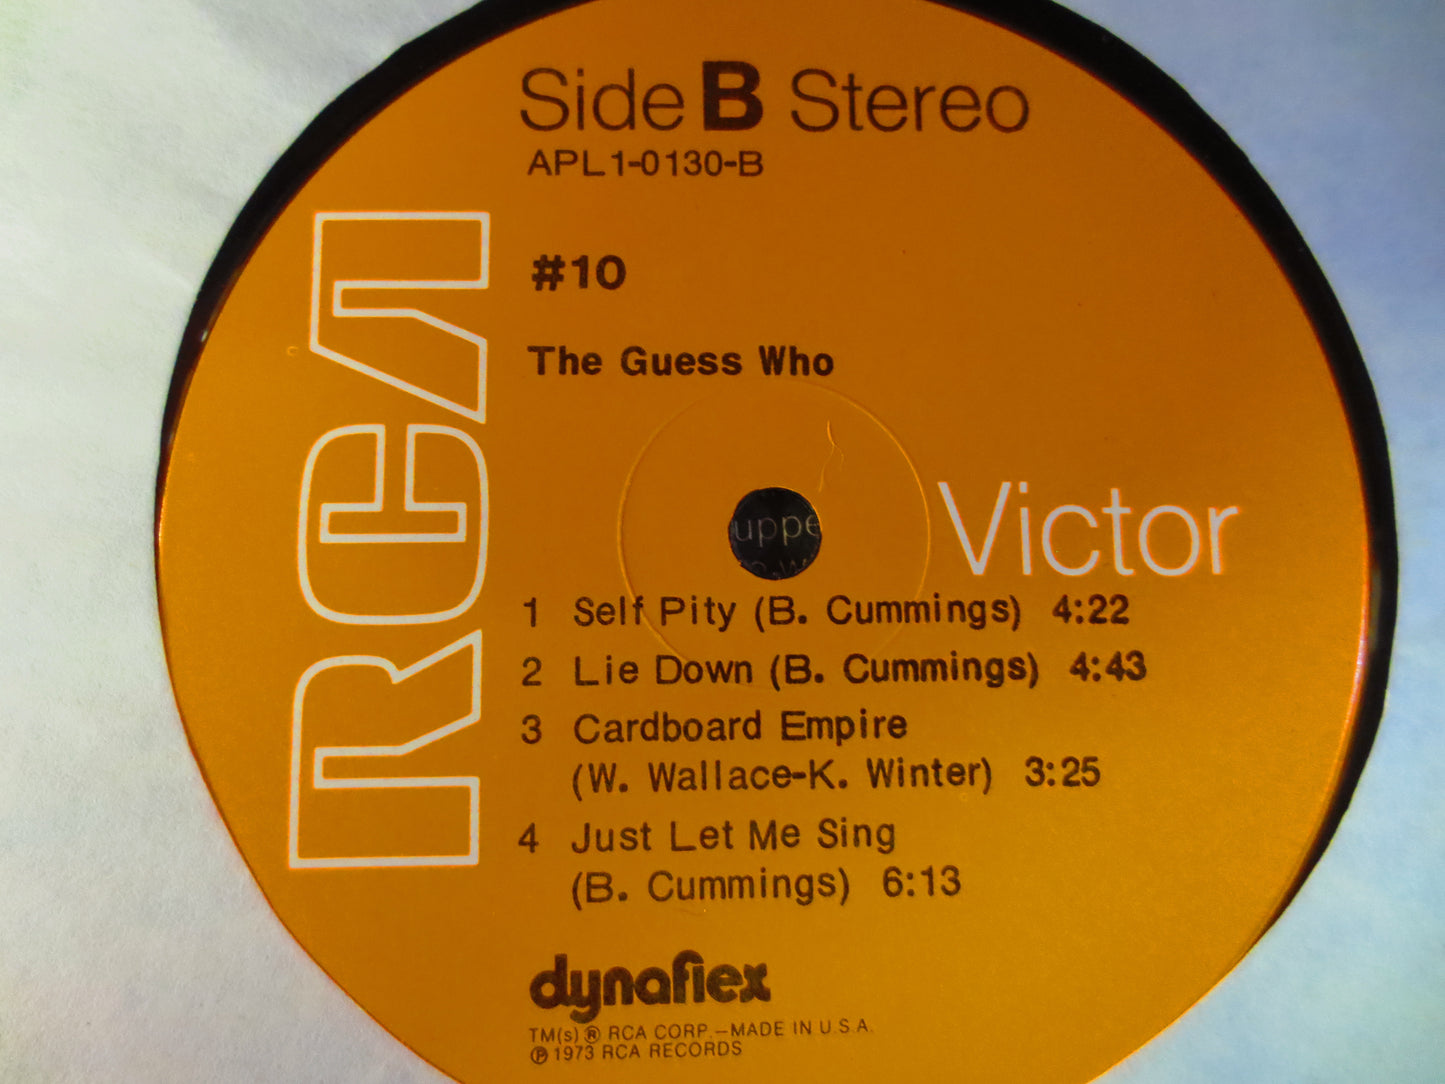 Side B Stereo
APL1-0130-B
RCA
#10
The Guess Who
Victor
uppe
1 Self Pity (B. Cummings) 4:22
2 Lie Down (B. Cummings) 4:43
3 Cardboard Empire
(W. Wallace-K. Winter) 3:25
4 Just Let Me Sing
(B. Cummings) 6:13
dynaflex
TM(s) ® RCA CORP.—MADE IN U.S.A.
℗ 1973 RCA RECORDS